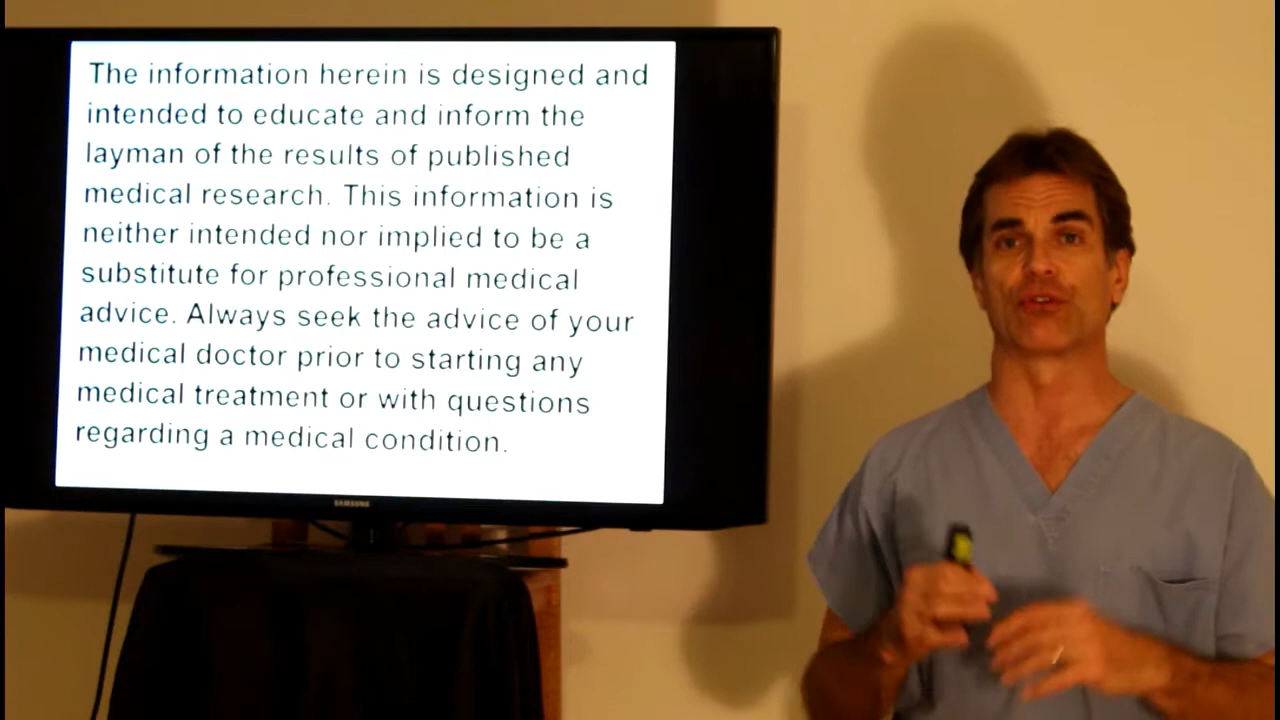 The information herein is designed and
intended to educate and inform the
layman of the results of published
medical research. This information is
neither intended nor implied to be a
substitute for professional medical
advice. Always seek the advice of your
medical doctor prior to starting any
medical treatment or with questions
regarding a medical condition.
SAMSUNG